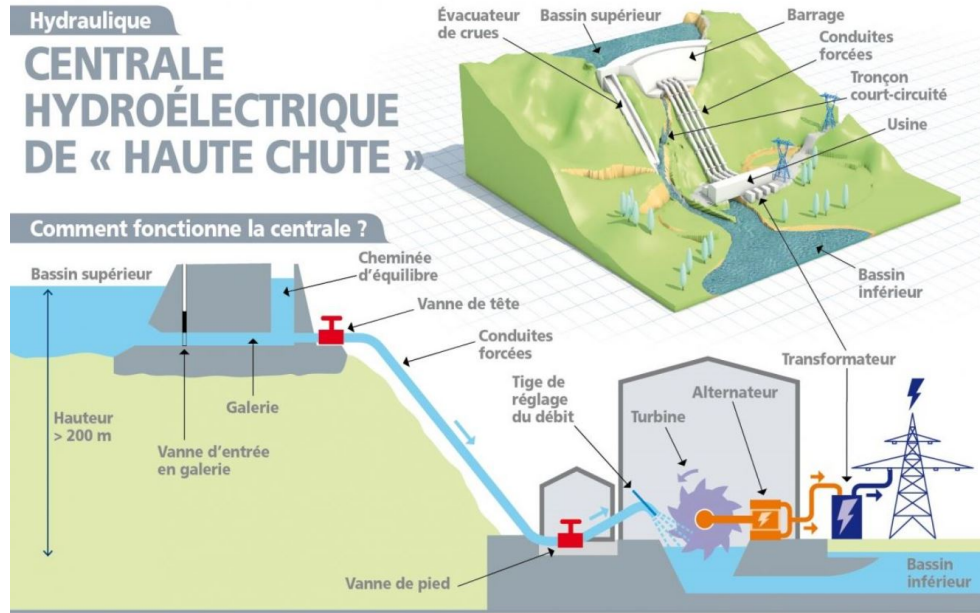 Hydraulique
CENTRALE
HYDROÉLECTRIQUE
DE « HAUTE CHUTE »
Évacuateur
de crues
Bassin supérieur
Barrage
Conduites
forcées
Tronçon
court-circuité
Usine
Bassin
inférieur
Transformateur
Comment fonctionne la centrale ?
Bassin supérieur
Cheminée
d'équilibre
Vanne de tête
Conduites
forcées
Galerie
Hauteur
> 200 m
Vanne d'entrée
en galerie
Tige de
réglage
du débit
Turbine
Alternateur
Vanne de pied
Bassin
inférieur